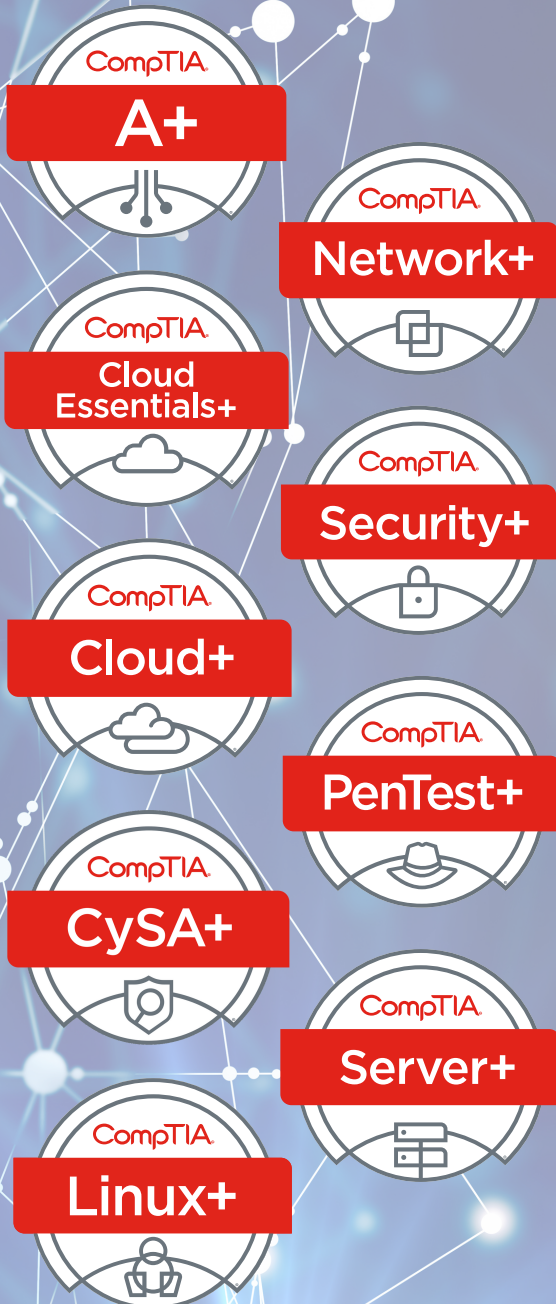 CompTIA.
A+
CompTIA.
Network+
CompTIA.
Cloud
Essentials+
CompTIA.
Security+
CompTIA.
Cloud+
CompTIA.
PenTest+
CompTIA.
CySA+
CompTIA.
Server+
CompTIA.
Linux+